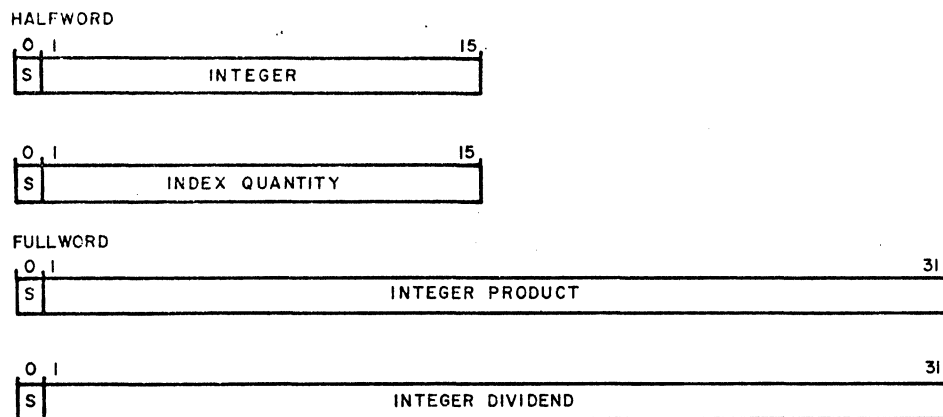 HALFWORD
0 1 15
S INTEGER
0 1 15
S INDEX QUANTITY
FULLWORD
0 1 31
S INTEGER PRODUCT
0 1 31
S INTEGER DIVIDEND